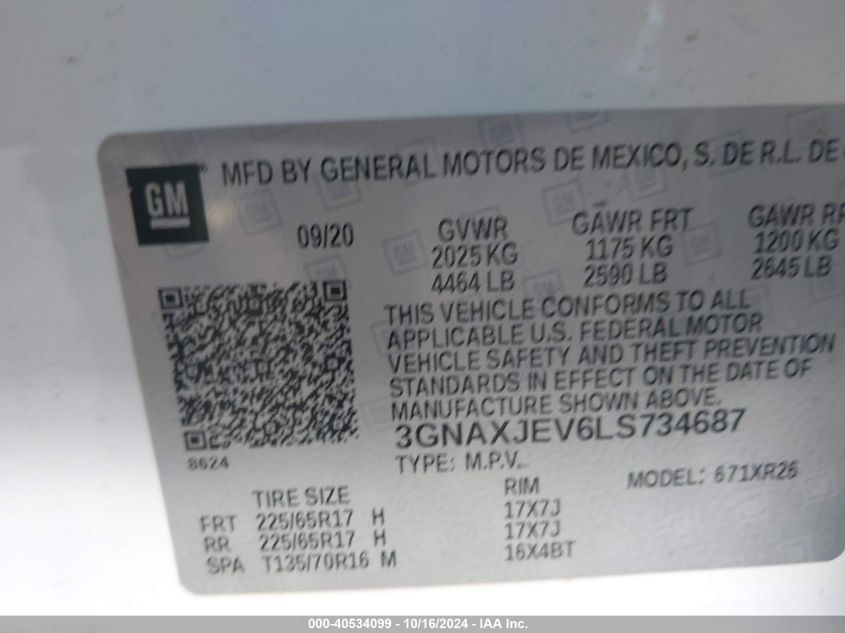 GM
MFD BY GENERAL MOTORS DE MEXICO, S. DE R.L. DE
09/20
GVWR GAWR FRT GAWR RR
2025 KG 1175 KG 1200 KG
4464 LB 2590 LB 2645 LB
THIS VEHICLE CONFORMS TO ALL
APPLICABLE U.S. FEDERAL MOTOR
VEHICLE SAFETY AND THEFT PREVENTION
STANDARDS IN EFFECT ON THE DATE OF
MANUFACTURE SHOWN ABOVE.
3GNAXJEV6LS734687
8624
TYPE: M.P.V. MODEL: 671XR26
TIRE SIZE RIM
FRT 225/65R17 H 17X7J
RR 225/65R17 H 17X7J
SPA T135/70R16 M 16X4BT
000-40534099 - 10/16/2024 - IAA Inc.